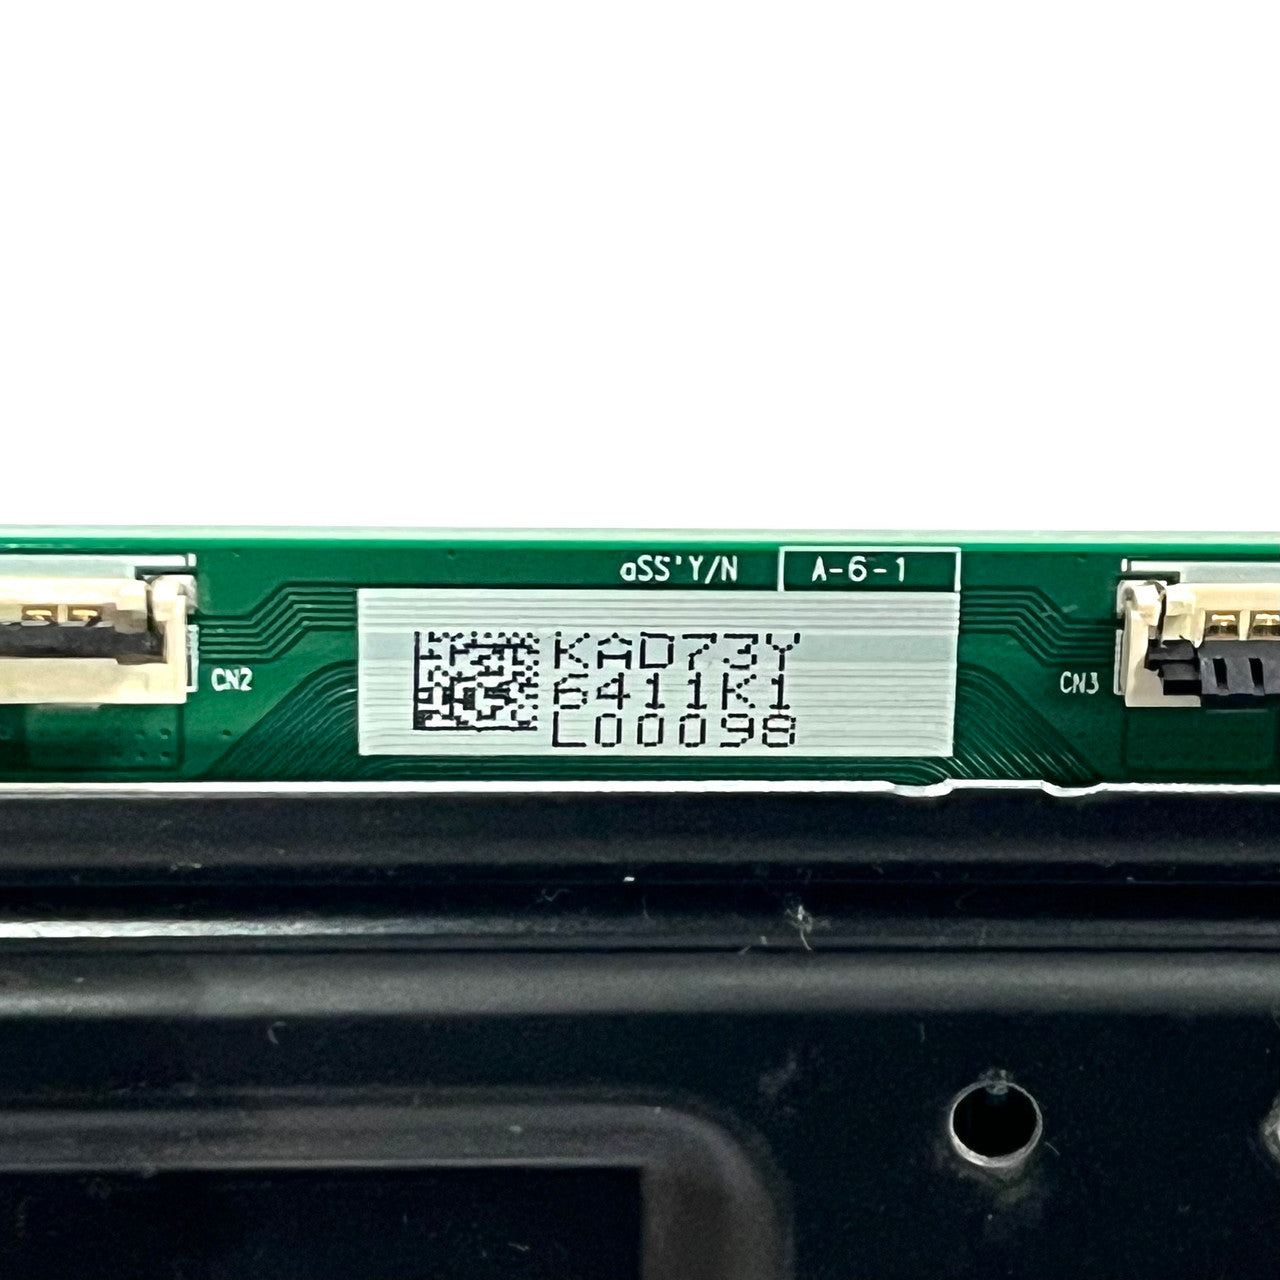 aSS'Y/N A-6-1
KAD73Y
6411K1
L00098
CN2
CN3